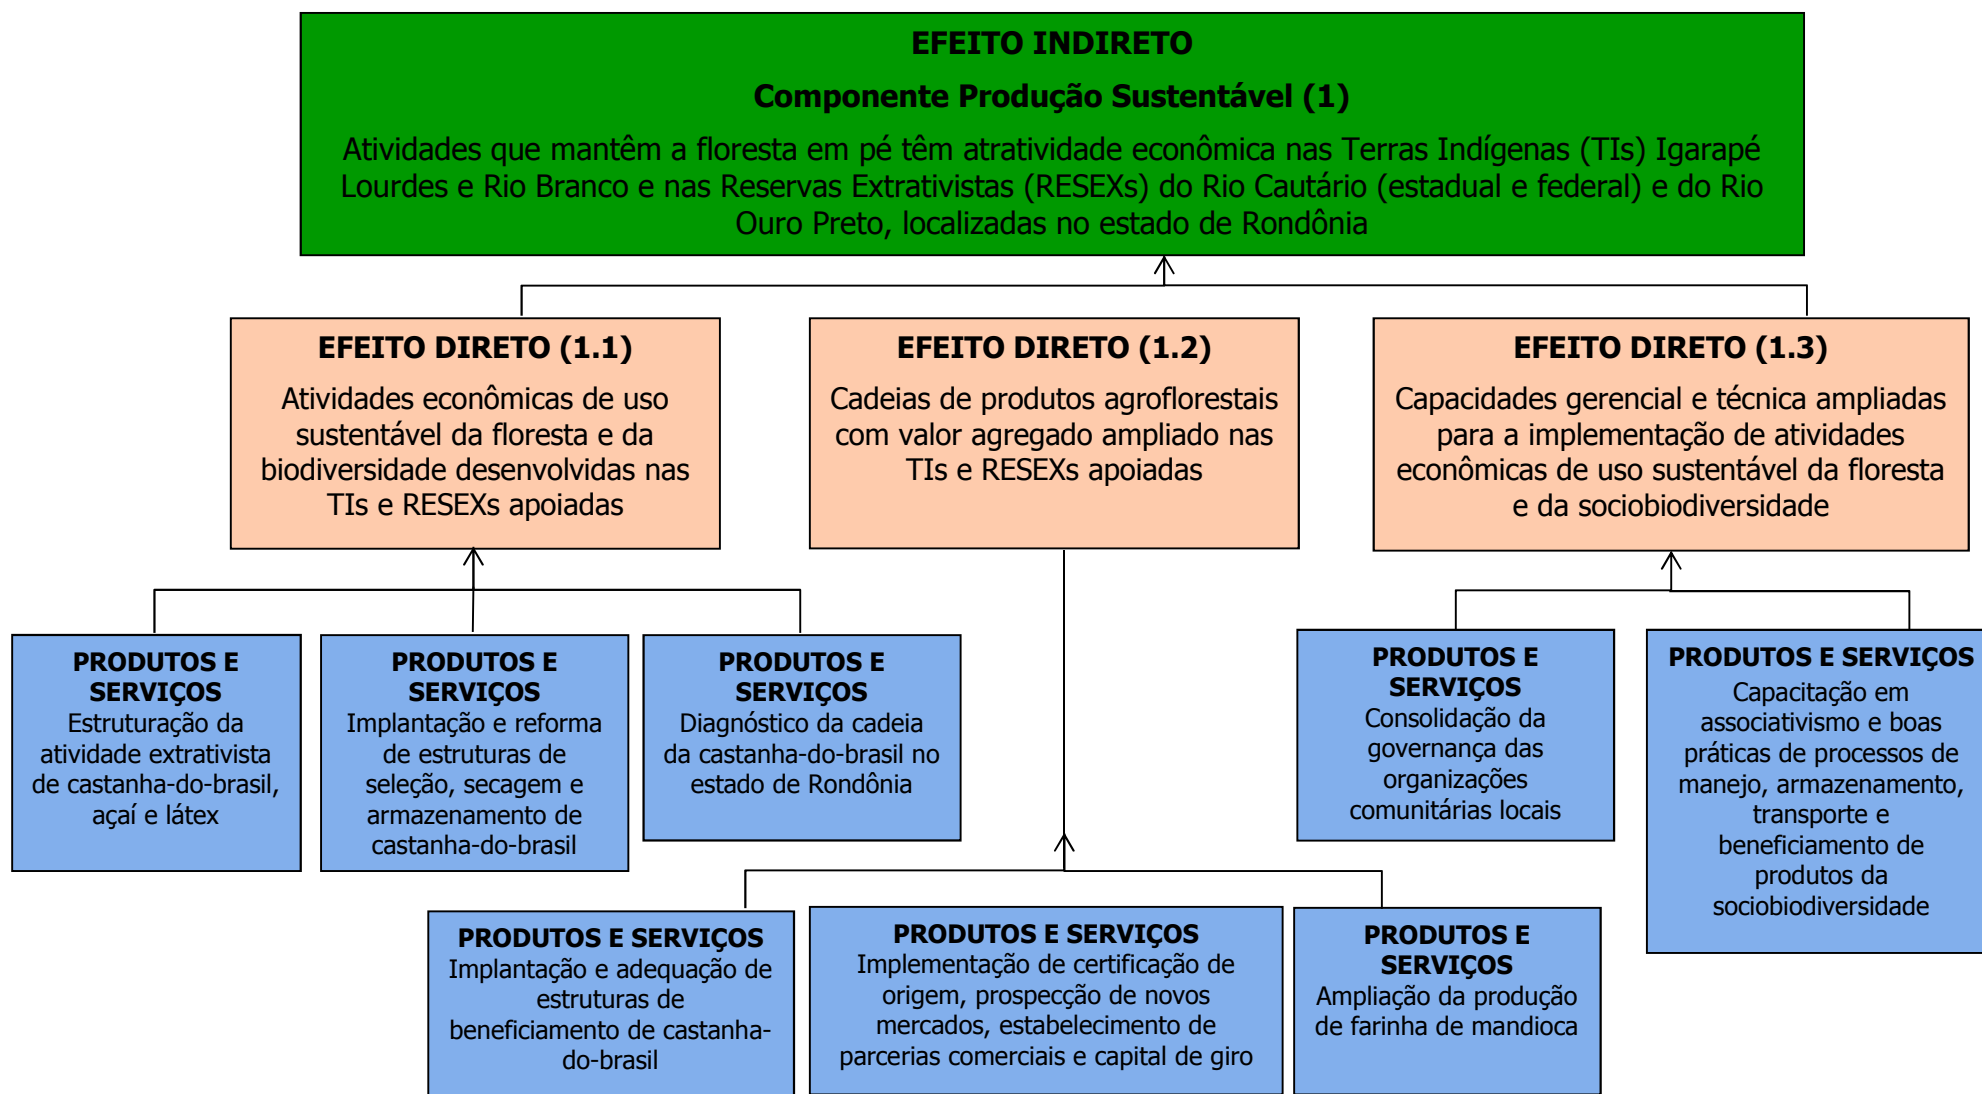 EFEITO INDIRETO
Componente Produção Sustentável (1)
Atividades que mantêm a floresta em pé têm atratividade econômica nas Terras Indígenas (TIs) Igarapé
Lourdes e Rio Branco e nas Reservas Extrativistas (RESEXs) do Rio Cautário (estadual e federal) e do Rio
Ouro Preto, localizadas no estado de Rondônia
EFEITO DIRETO (1.1)
Atividades econômicas de uso
sustentável da floresta e da
biodiversidade desenvolvidas nas
TIs e RESEXs apoiadas
EFEITO DIRETO (1.2)
Cadeias de produtos agroflorestais
com valor agregado ampliado nas
TIs e RESEXs apoiadas
EFEITO DIRETO (1.3)
Capacidades gerencial e técnica ampliadas
para a implementação de atividades
econômicas de uso sustentável da floresta
e da sociobiodiversidade
PRODUTOS E
SERVIÇOS
Estruturação da
atividade extrativista
de castanha-do-brasil,
açaí e látex
PRODUTOS E
SERVIÇOS
Implantação e reforma
de estruturas de
seleção, secagem e
armazenamento de
castanha-do-brasil
PRODUTOS E
SERVIÇOS
Diagnóstico da cadeia
da castanha-do-brasil no
estado de Rondônia
PRODUTOS E
SERVIÇOS
Consolidação da
governança das
organizações
comunitárias locais
PRODUTOS E SERVIÇOS
Capacitação em
associativismo e boas
práticas de processos de
manejo, armazenamento,
transporte e
beneficiamento de
produtos da
sociobiodiversidade
PRODUTOS E SERVIÇOS
Implantação e adequação de
estruturas de
beneficiamento de castanha-
do-brasil
PRODUTOS E SERVIÇOS
Implementação de certificação de
origem, prospecção de novos
mercados, estabelecimento de
parcerias comerciais e capital de giro
PRODUTOS E
SERVIÇOS
Ampliação da produção
de farinha de mandioca